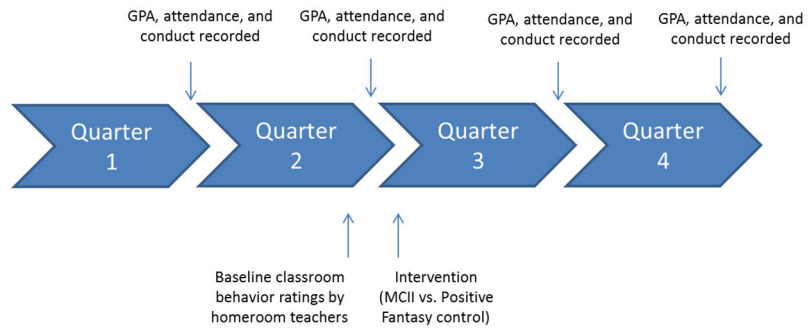 GPA, attendance, and
conduct recorded
GPA, attendance, and
conduct recorded
GPA, attendance, and
conduct recorded
GPA, attendance, and
conduct recorded
Quarter
1
Quarter
2
Quarter
3
Quarter
4
Baseline classroom
behavior ratings by
homeroom teachers
Intervention
(MCII vs. Positive
Fantasy control)